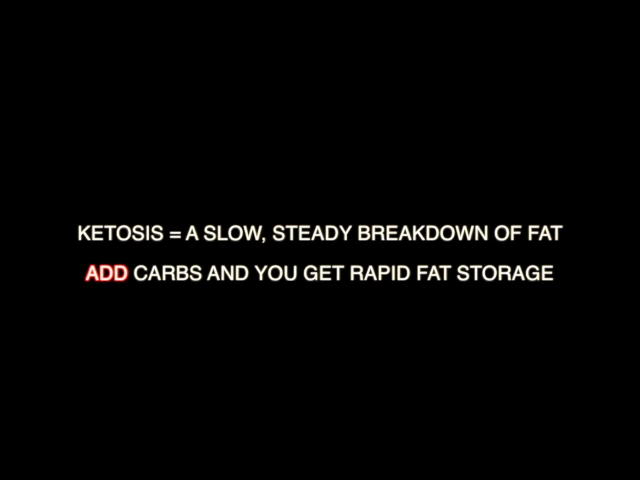 KETOSIS = A SLOW, STEADY BREAKDOWN OF FAT
ADD CARBS AND YOU GET RAPID FAT STORAGE